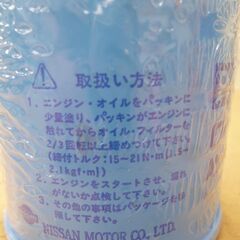 取扱い方法
1. エンジン・オイルをパッキンに
少量塗り、パッキンがエンジンに
触れてからオイル・フィルターを
2/3回転以上締めつけて下さい。
(締付トルク:15~21N・m{1.5~
2.1kgf・m})
2. エンジンをスタートさせ、漏れ
がないか点検して下さい。
3. その他の事項はパッケージを参
照して下さい。
NISSAN MOTOR CO., LTD.